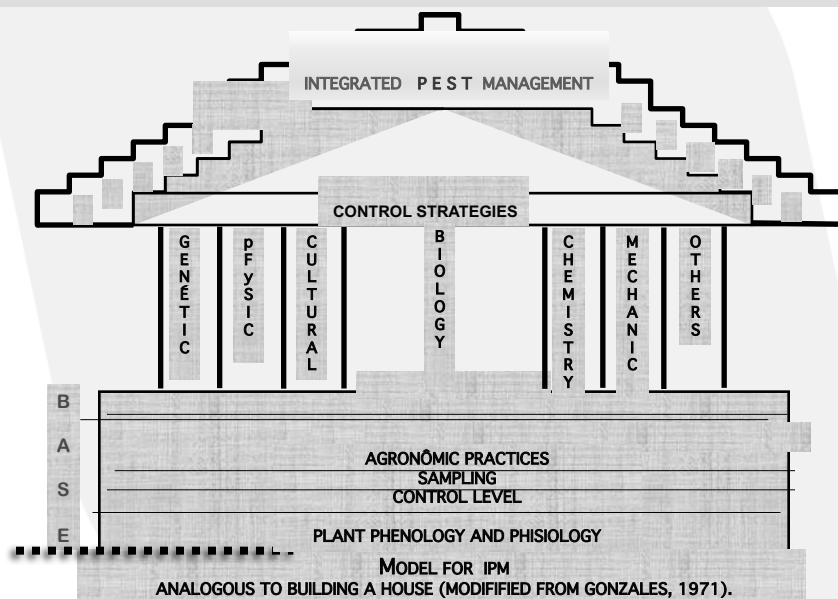 INTEGRATED PEST MANAGEMENT
CONTROL STRATEGIES
GENÉTIC
pFySIC
CULTURAL
BIOLOGY
CHEMISTRY
MECHANIC
OTHERS
BASE
AGRONÔMIC PRACTICES
SAMPLING
CONTROL LEVEL
PLANT PHENOLOGY AND PHISIOLOGY
MODEL FOR IPM
ANALOGOUS TO BUILDING A HOUSE (MODIFIFIED FROM GONZALES, 1971).